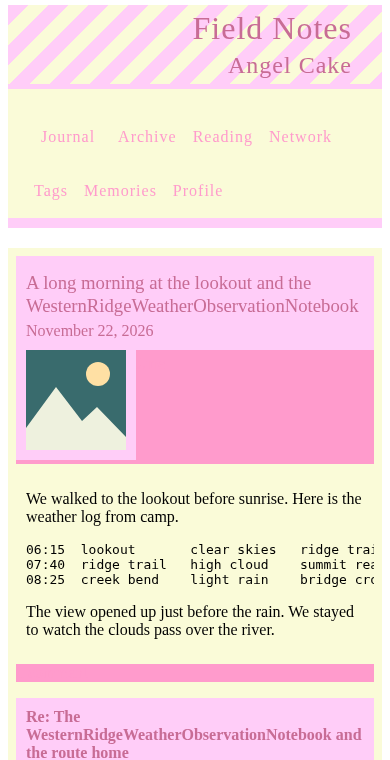 Field Notes
Angel Cake
Journal Archive Reading Network
Tags Memories Profile
A long morning at the lookout and the
WesternRidgeWeatherObservationNotebook
November 22, 2026
We walked to the lookout before sunrise. Here is the
weather log from camp.
06:15 lookout clear skies ridge
07:40 ridge trail high cloud summit
08:25 creek bend light rain bridge
The view opened up just before the rain. We stayed
to watch the clouds pass over the river.
Re: The
WesternRidgeWeatherObservationNotebook and
the route home